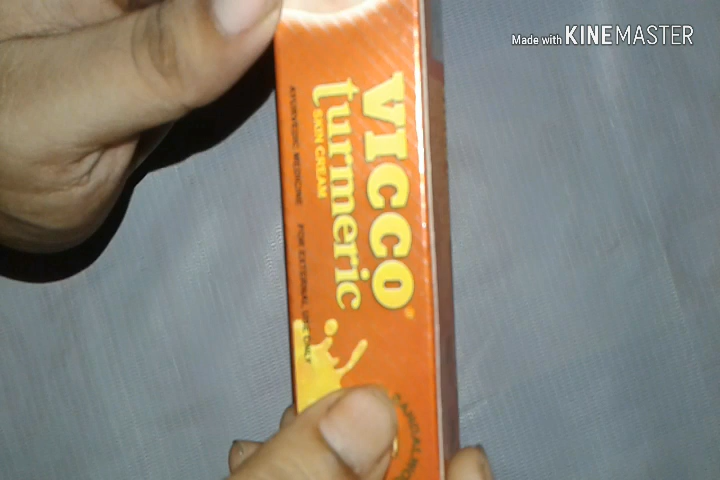 Made with KINEMASTER
VICCO
turmeric
SKIN CREAM
AYURVEDIC MEDICINE FOR EXTERNAL USE ONLY